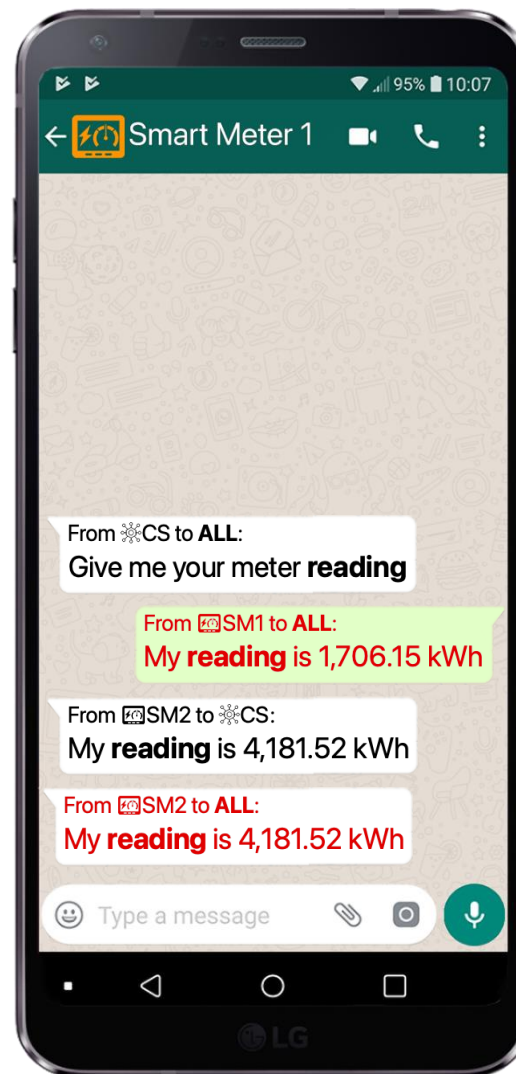 95% 10:07
Smart Meter 1
From CS to ALL:
Give me your meter reading
From SM1 to ALL:
My reading is 1,706.15 kWh
From SM2 to CS:
My reading is 4,181.52 kWh
From SM2 to ALL:
My reading is 4,181.52 kWh
Type a message
LG